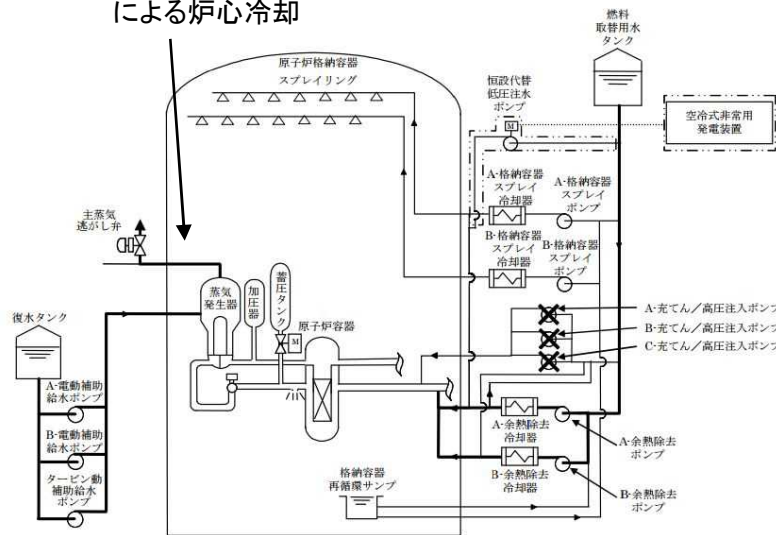 による炉心冷却
燃料
取替用水
タンク
原子炉格納容器
スプレイリング
恒設代替
低圧注水
ポンプ
M
空冷式非常用
発電装置
A-格納容器
スプレイ
冷却器
A-格納容器
スプレイ
ポンプ
主蒸気
逃がし弁
B-格納容器
スプレイ
冷却器
B-格納容器
スプレイ
ポンプ
蒸気
発生器
加圧器
蓄圧タンク
M
原子炉容器
A-充てん/高圧注入ポンプ
B-充てん/高圧注入ポンプ
C-充てん/高圧注入ポンプ
復水タンク
A-電動補助
給水ポンプ
B-電動補助
給水ポンプ
タービン動
補助給水
ポンプ
A-余熱除去
冷却器
A-余熱除去
ポンプ
B-余熱除去
冷却器
B-余熱除去
ポンプ
格納容器
再循環サンプ